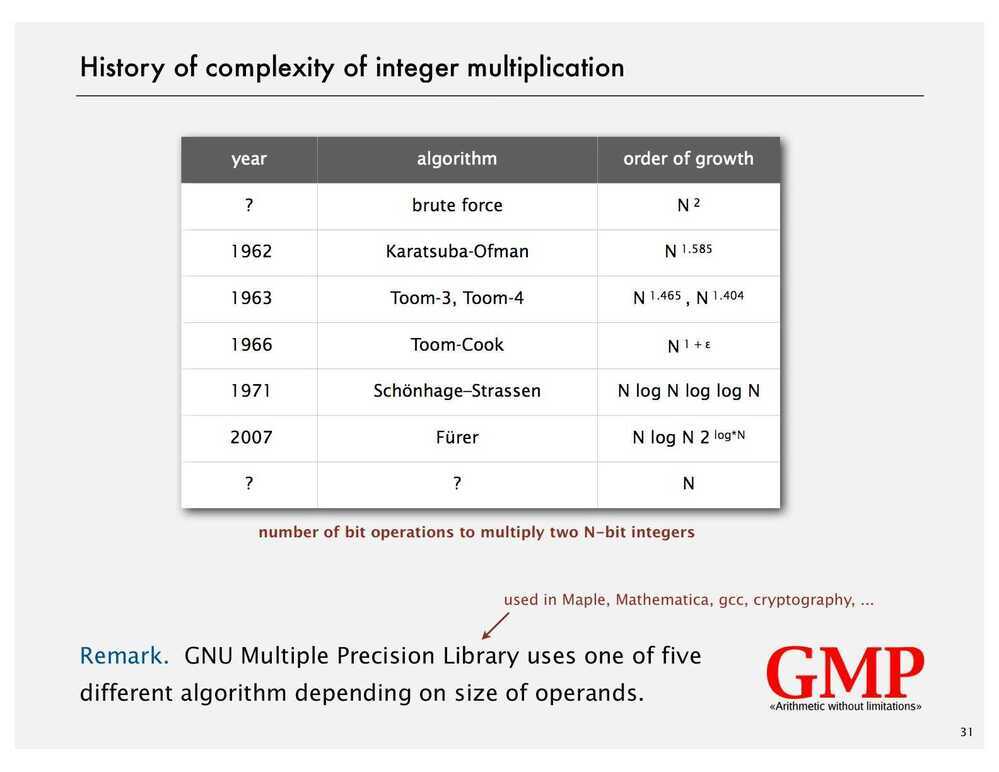 History of complexity of integer multiplication
year algorithm order of growth
? brute force N ²
1962 Karatsuba-Ofman N 1.585
1963 Toom-3, Toom-4 N 1.465 , N 1.404
1966 Toom-Cook N 1 + ε
1971 Schönhage–Strassen N log N log log N
2007 Fürer N log N 2 log*N
? ? N
number of bit operations to multiply two N-bit integers
used in Maple, Mathematica, gcc, cryptography, ...
Remark. GNU Multiple Precision Library uses one of five
different algorithm depending on size of operands.
GMP
«Arithmetic without limitations»
31